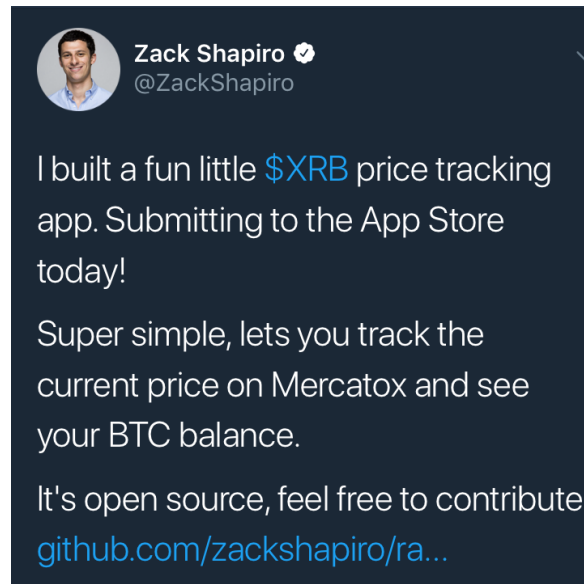 Zack Shapiro
@ZackShapiro
I built a fun little $XRB price tracking
app. Submitting to the App Store
today!
Super simple, lets you track the
current price on Mercatox and see
your BTC balance.
It's open source, feel free to contribute
github.com/zackshapiro/ra...